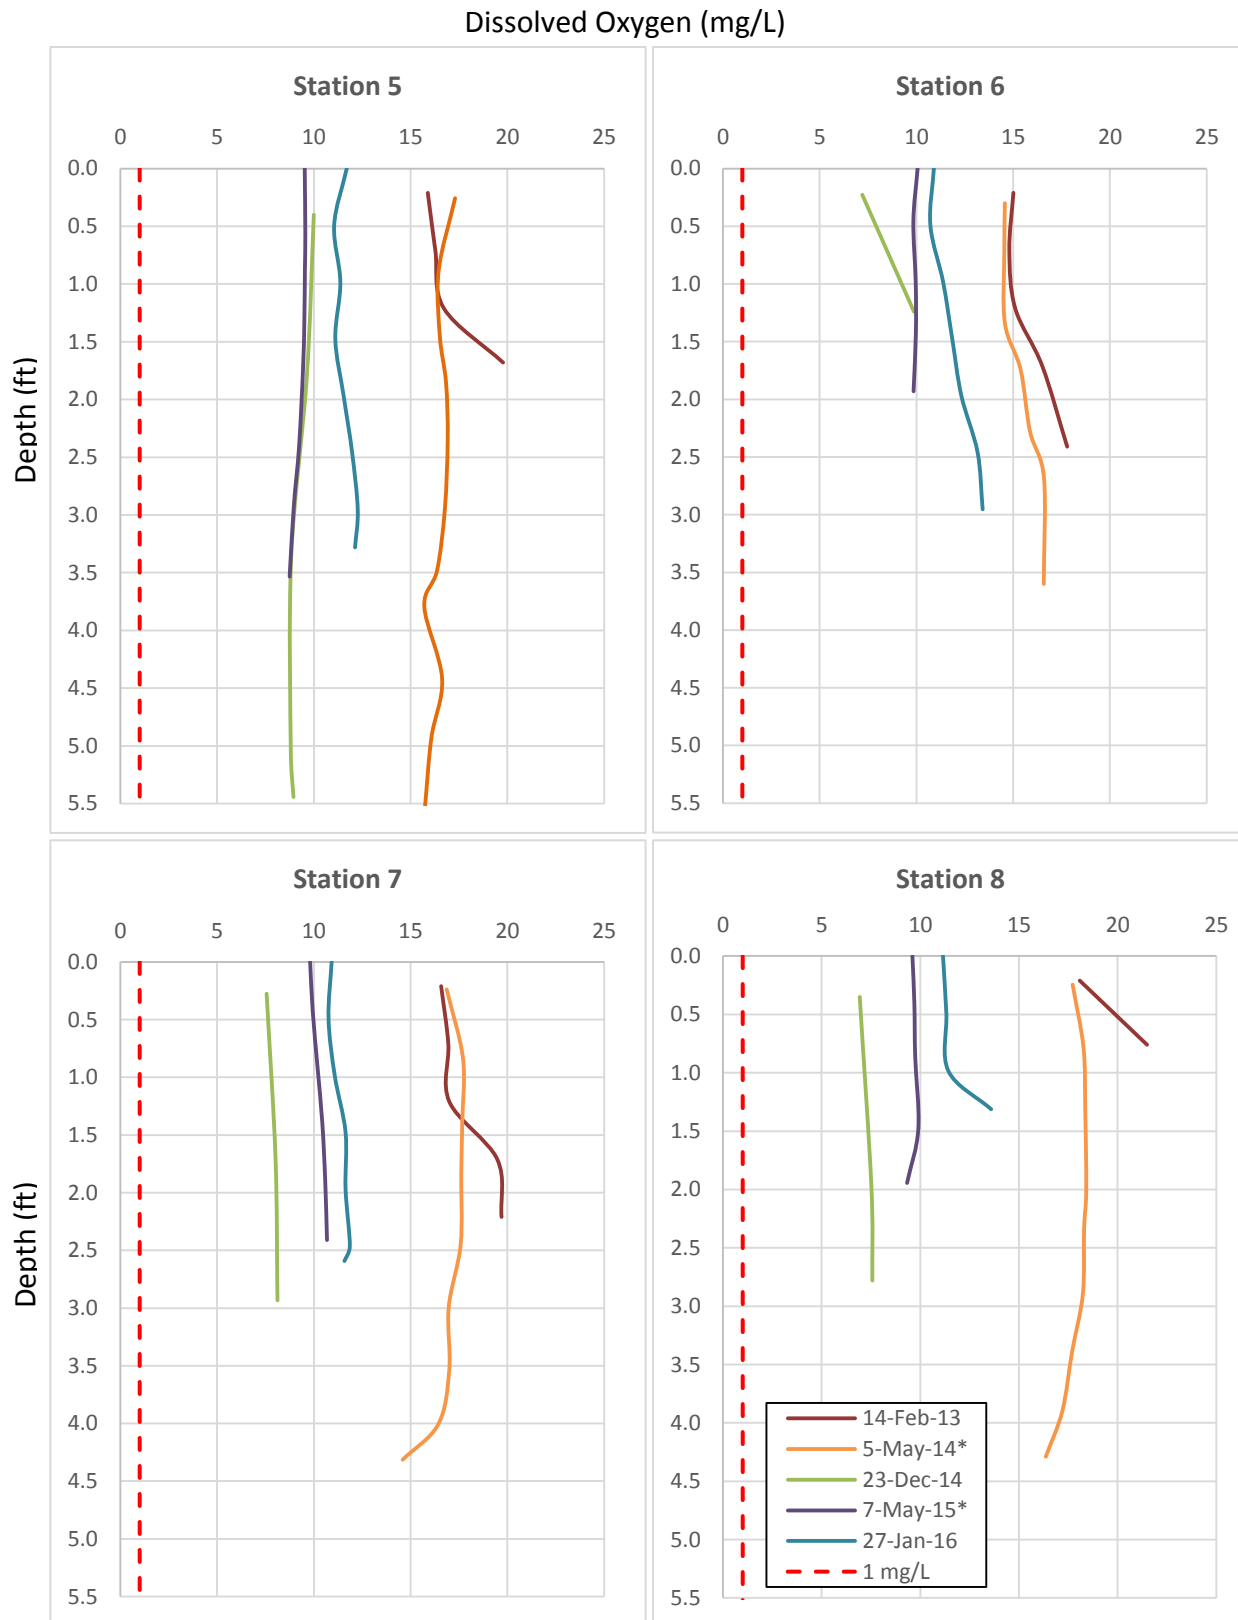 Dissolved Oxygen (mg/L)
Station 5
0 5 10 15 20 25
0.0
0.5
1.0
1.5
2.0
2.5
3.0
3.5
4.0
4.5
5.0
5.5
Depth (ft)
Station 6
0 5 10 15 20 25
0.0
0.5
1.0
1.5
2.0
2.5
3.0
3.5
4.0
4.5
5.0
5.5
Station 7
0 5 10 15 20 25
0.0
0.5
1.0
1.5
2.0
2.5
3.0
3.5
4.0
4.5
5.0
5.5
Depth (ft)
Station 8
0 5 10 15 20 25
0.0
0.5
1.0
1.5
2.0
2.5
3.0
3.5
4.0
4.5
5.0
5.5
14-Feb-13
5-May-14*
23-Dec-14
7-May-15*
27-Jan-16
1 mg/L